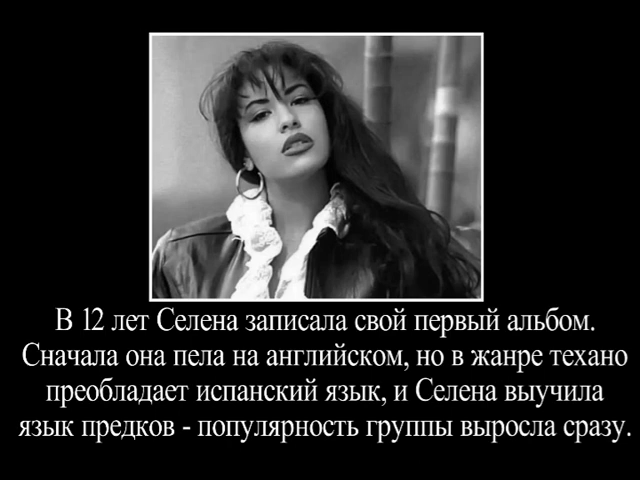 В 12 лет Селена записала свой первый альбом.
Сначала она пела на английском, но в жанре техано
преобладает испанский язык, и Селена выучила
язык предков - популярность группы выросла сразу.